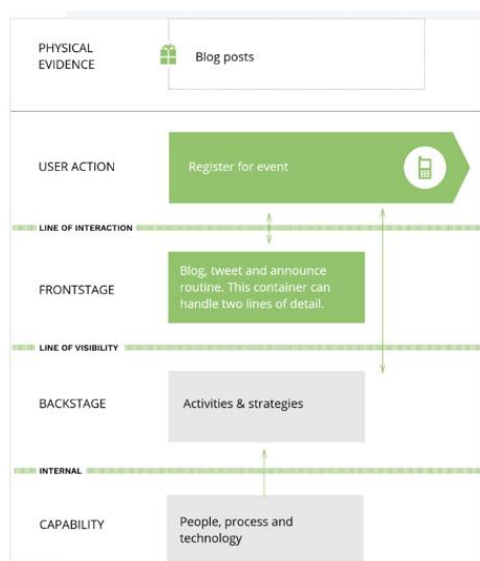 PHYSICAL
EVIDENCE
Blog posts
USER ACTION
Register for event
LINE OF INTERACTION
FRONTSTAGE
Blog, tweet and announce
routine. This container can
handle two lines of detail.
LINE OF VISIBILITY
BACKSTAGE
Activities & strategies
INTERNAL
CAPABILITY
People, process and
technology